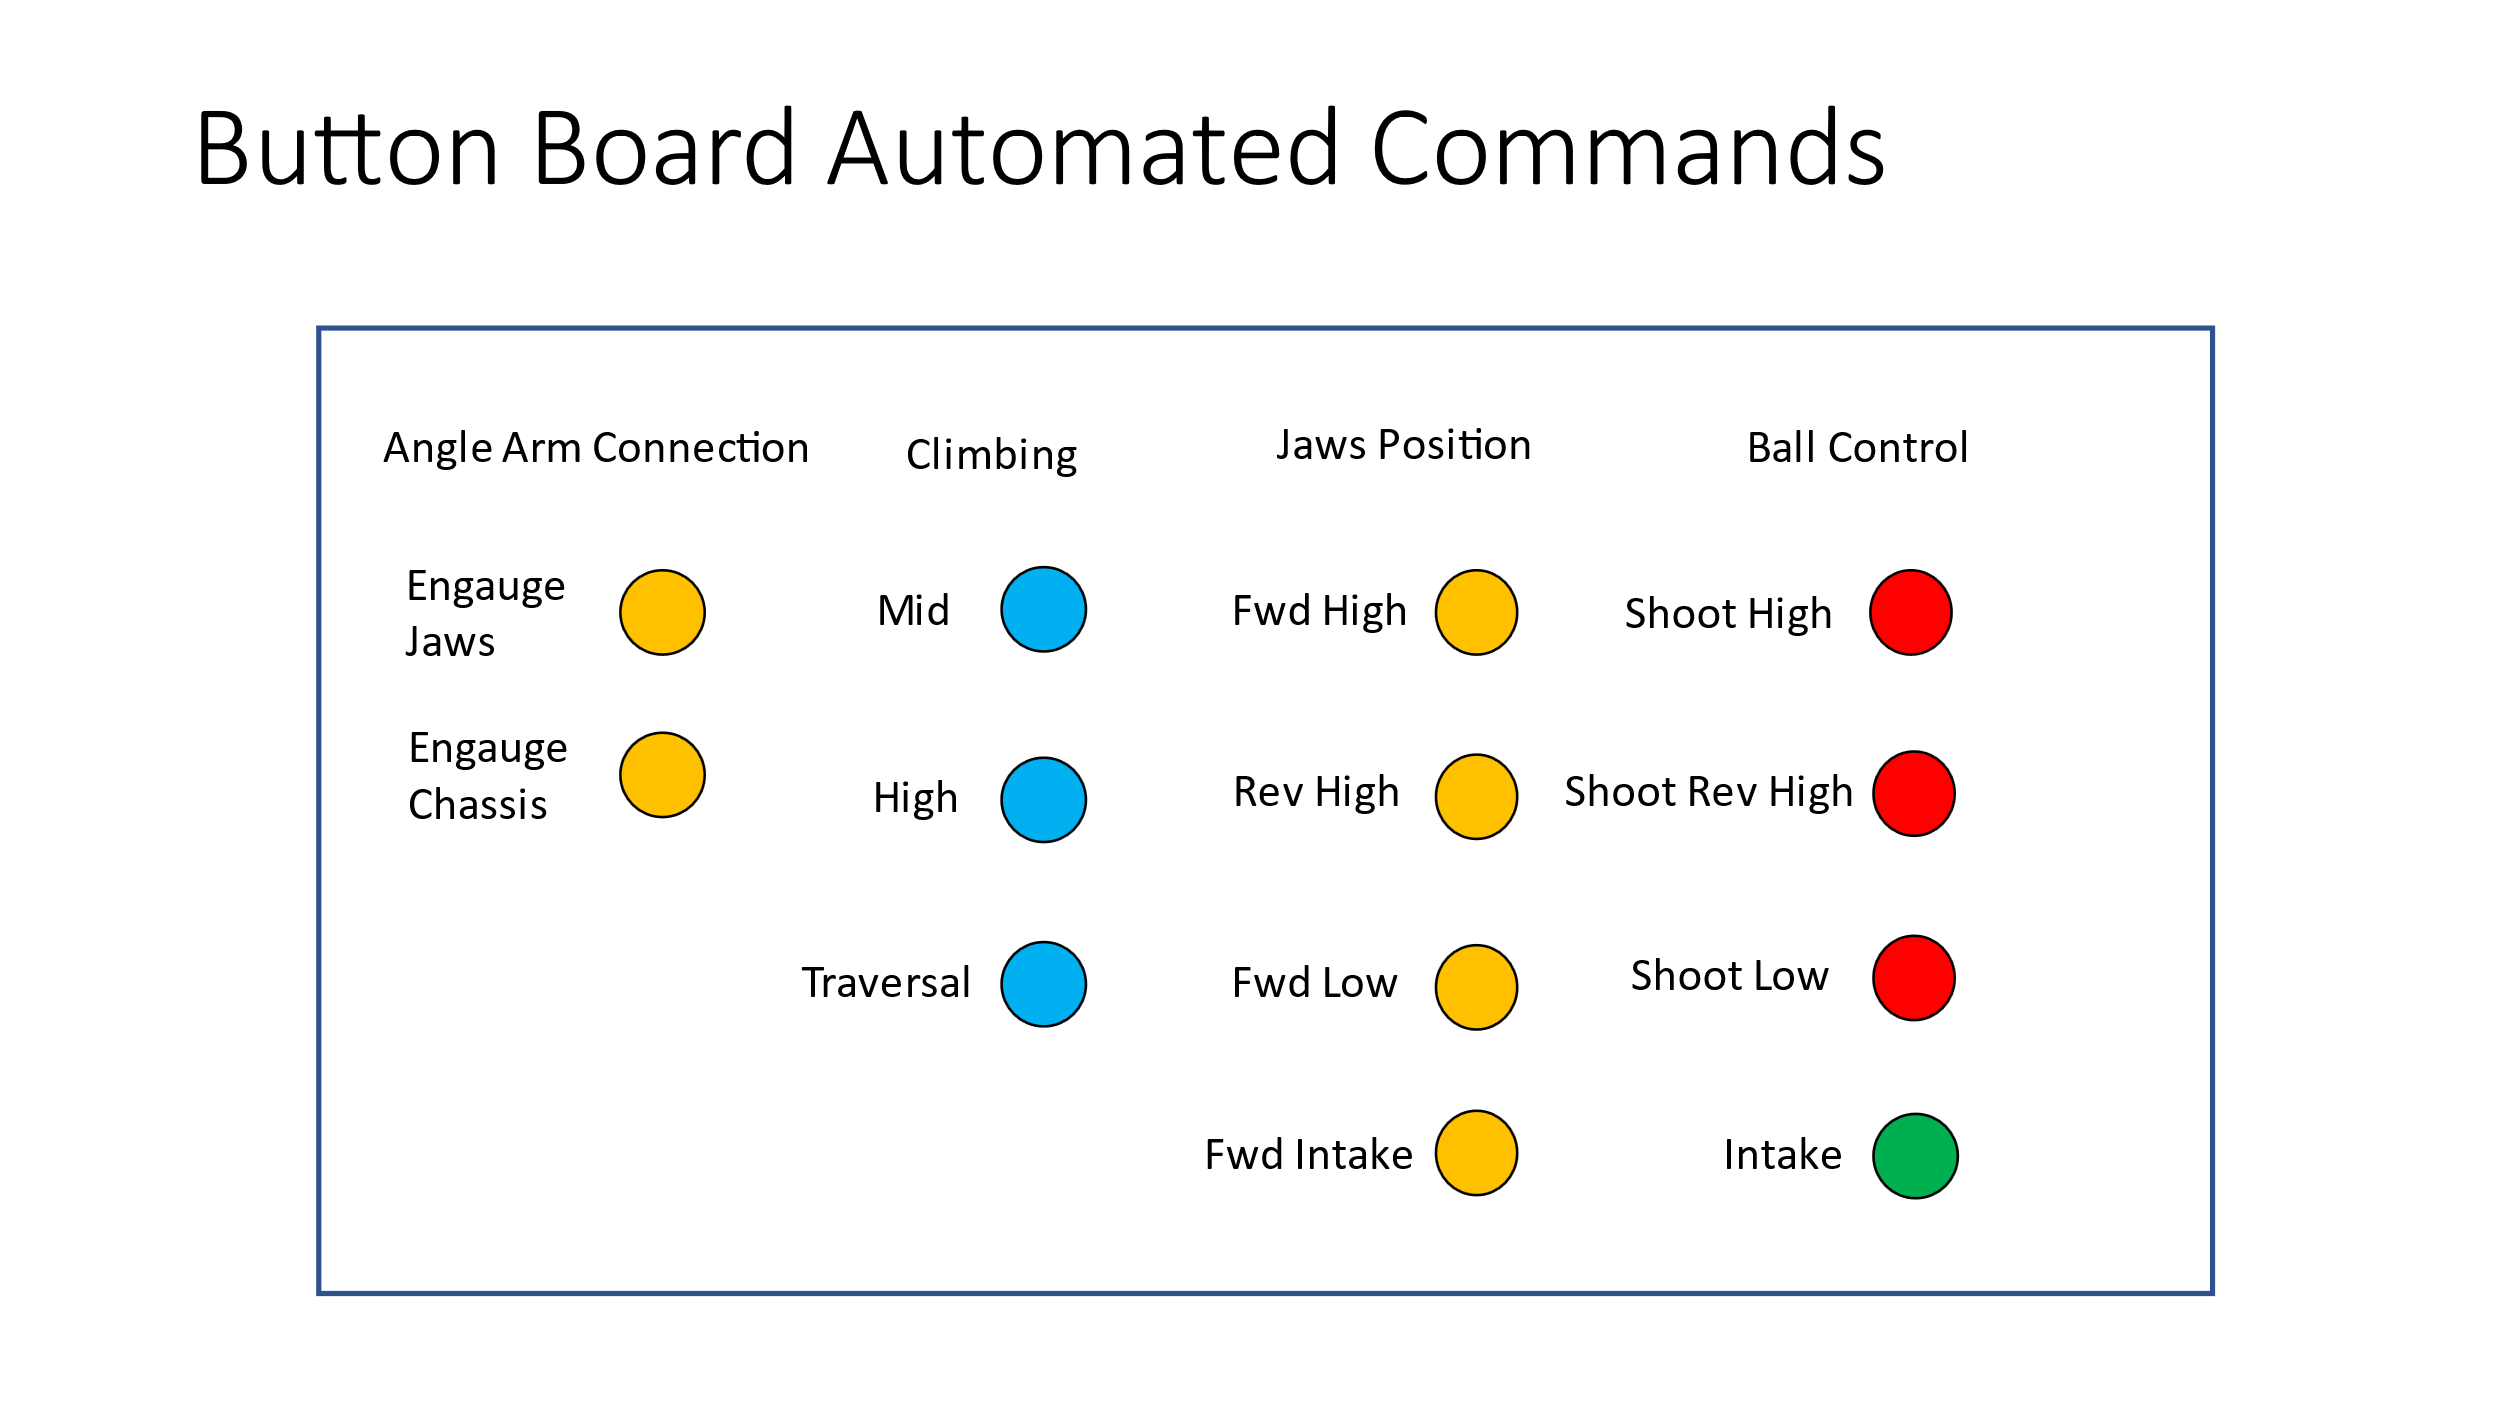 Button Board Automated Commands
Angle Arm Connection
Climbing
Jaws Position
Ball Control
Engauge
Jaws
Mid
Fwd High
Shoot High
Engauge
Chassis
High
Rev High
Shoot Rev High
Traversal
Fwd Low
Shoot Low
Fwd Intake
Intake